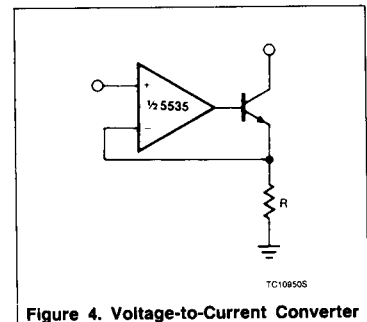 +
½ 5535
−
R
TC10950S
Figure 4. Voltage-to-Current Converter